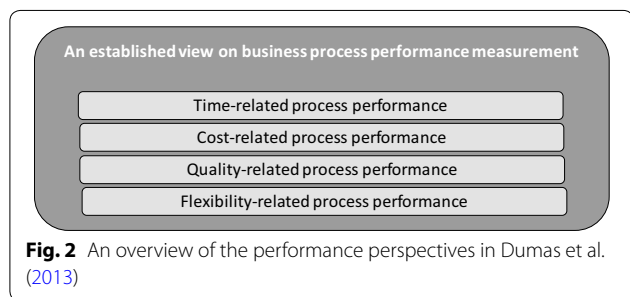 An established view on business process performance measurement
Time-related process performance
Cost-related process performance
Quality-related process performance
Flexibility-related process performance
Fig. 2 An overview of the performance perspectives in Dumas et al.
(2013)